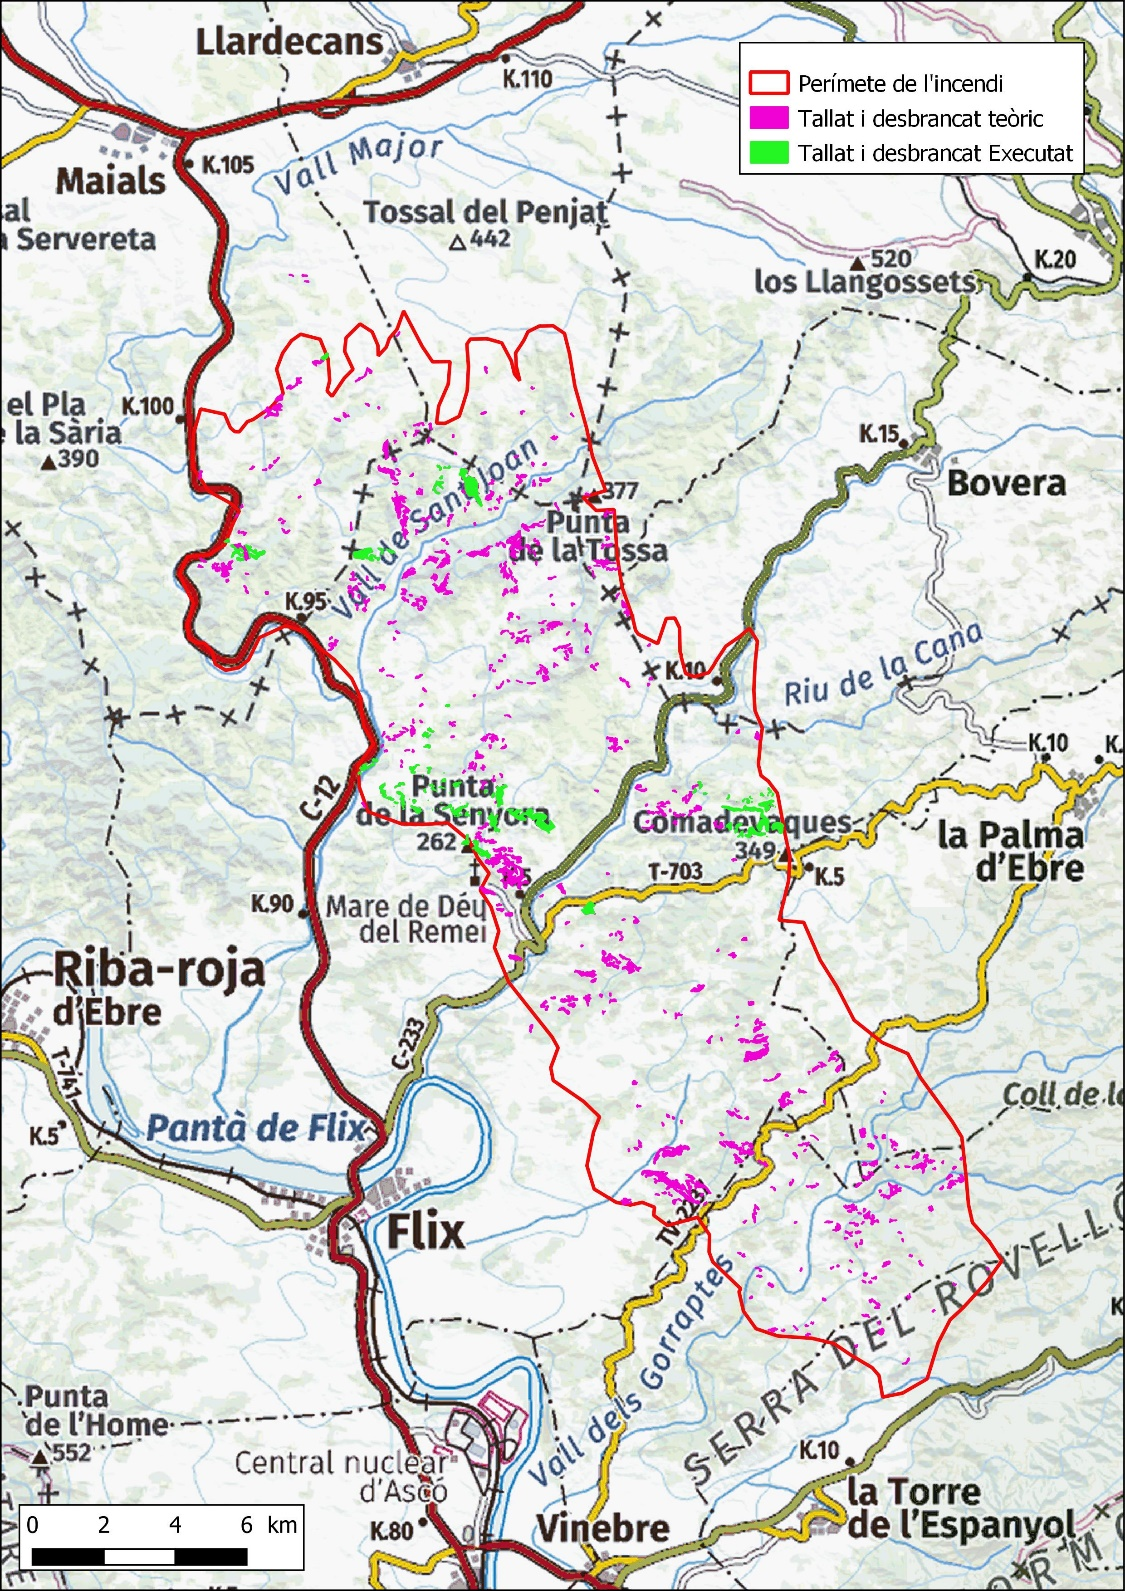 Llardecans
K.110
Perímete de l'incendi
Tallat i desbrancat teòric
Tallat i desbrancat Executat
Vall Major
K.105
Maials
Tossal del Penjat
442
al
a Servereta
520
los Llangossets
K.20
el Pla
e la Sària
390
K.100
K.15
Bovera
Vall de Sant Joan
377
Punta
de la Tossa
K.95
K.10
Riu de la Cana
K.10
K.
C-12
Punta
de la Senyora
262
Comadevaques
349
la Palma
d'Ebre
T-703
K.5
5
K.90
Mare de Déu
del Remei
Riba-roja
d'Ebre
C-233
T-741
Coll de la
K.5
Pantà de Flix
Flix
TV-2237
Vall dels Gorraptes
SERRA DEL ROVELLÓ
K
Punta
de l'Home
552
Central nuclear
d'Ascó
K.10
la Torre
de l'Espanyol
Vinebre
K.80
0 2 4 6 km